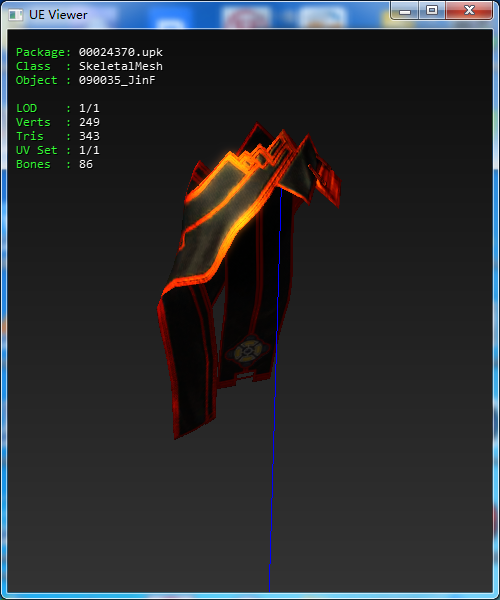 UE Viewer
Package: 00024370.upk
Class : SkeletalMesh
Object : 090035_JinF
LOD : 1/1
Verts : 249
Tris : 343
UV Set : 1/1
Bones : 86